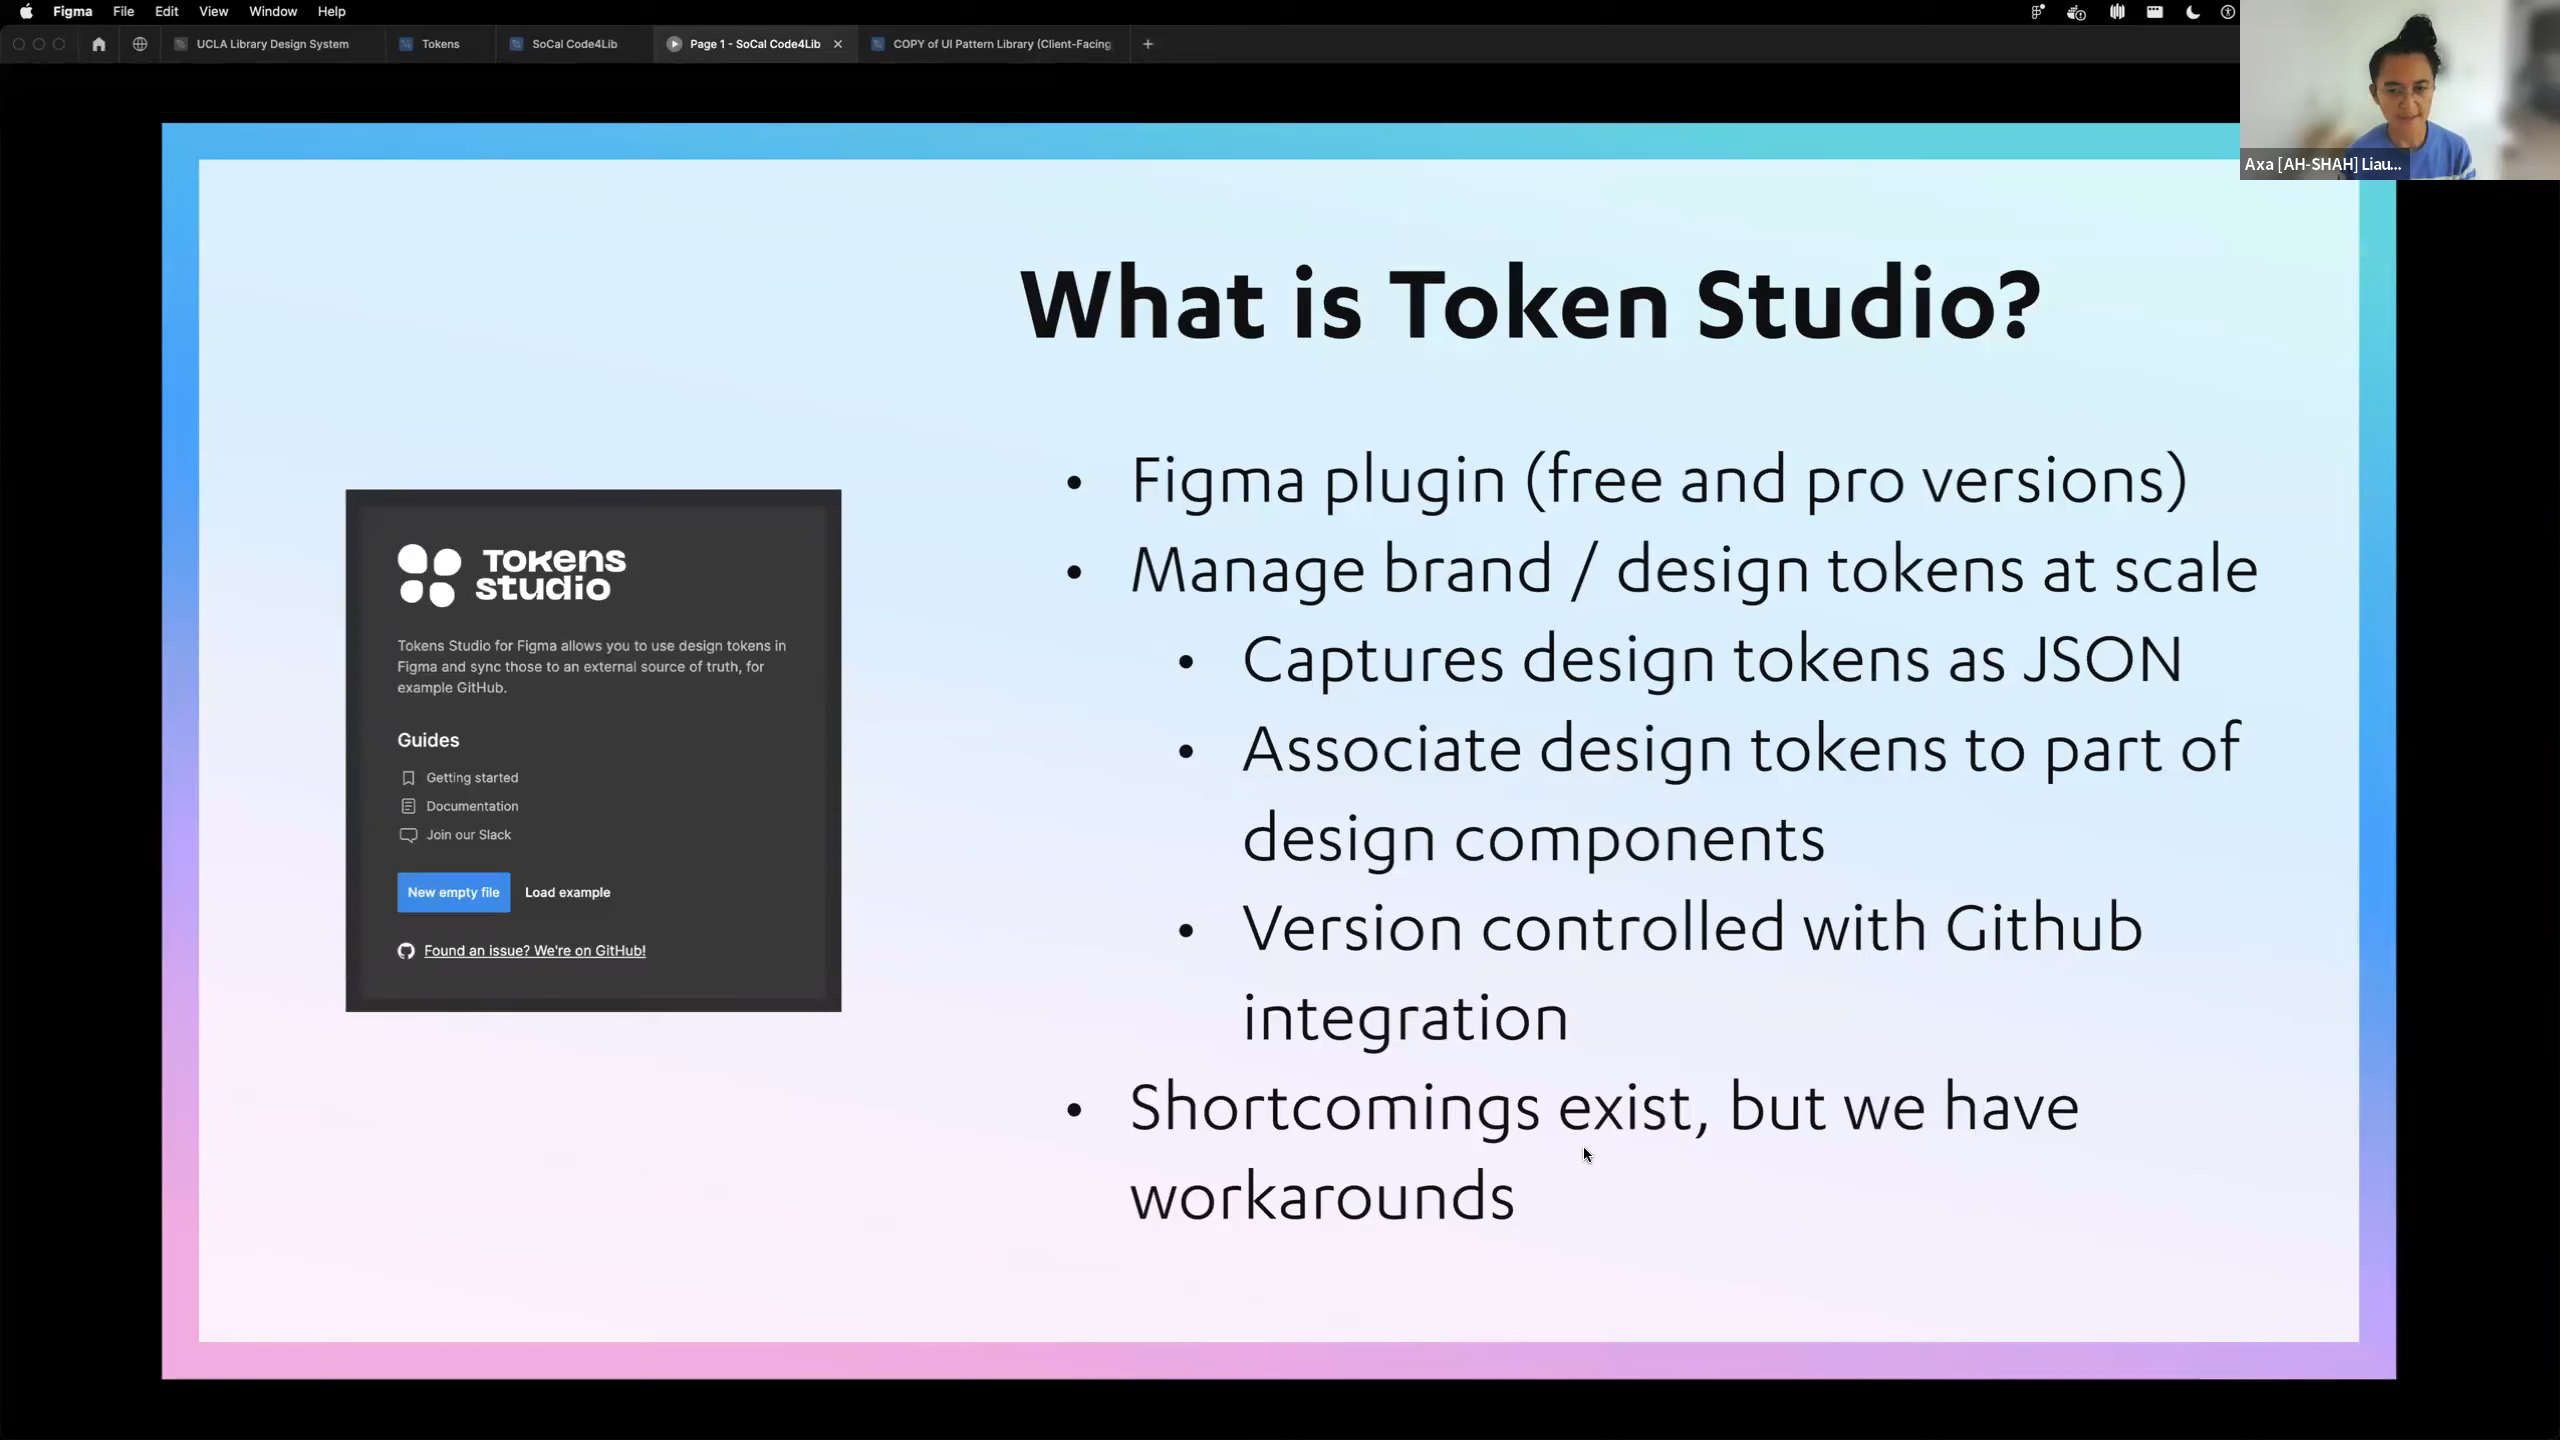 Figma File Edit View Window Help
UCLA Library Design System
Tokens
SoCal Code4Lib
Page 1 - SoCal Code4Lib
COPY of UI Pattern Library (Client-Facing
Axa [AH-SHAH] Liau...
What is Token Studio?
• Figma plugin (free and pro versions)
• Manage brand / design tokens at scale
• Captures design tokens as JSON
• Associate design tokens to part of
design components
• Version controlled with Github
integration
• Shortcomings exist, but we have
workarounds
Tokens
studio
Tokens Studio for Figma allows you to use design tokens in
Figma and sync those to an external source of truth, for
example GitHub.
Guides
Getting started
Documentation
Join our Slack
New empty file Load example
Found an issue? We're on GitHub!